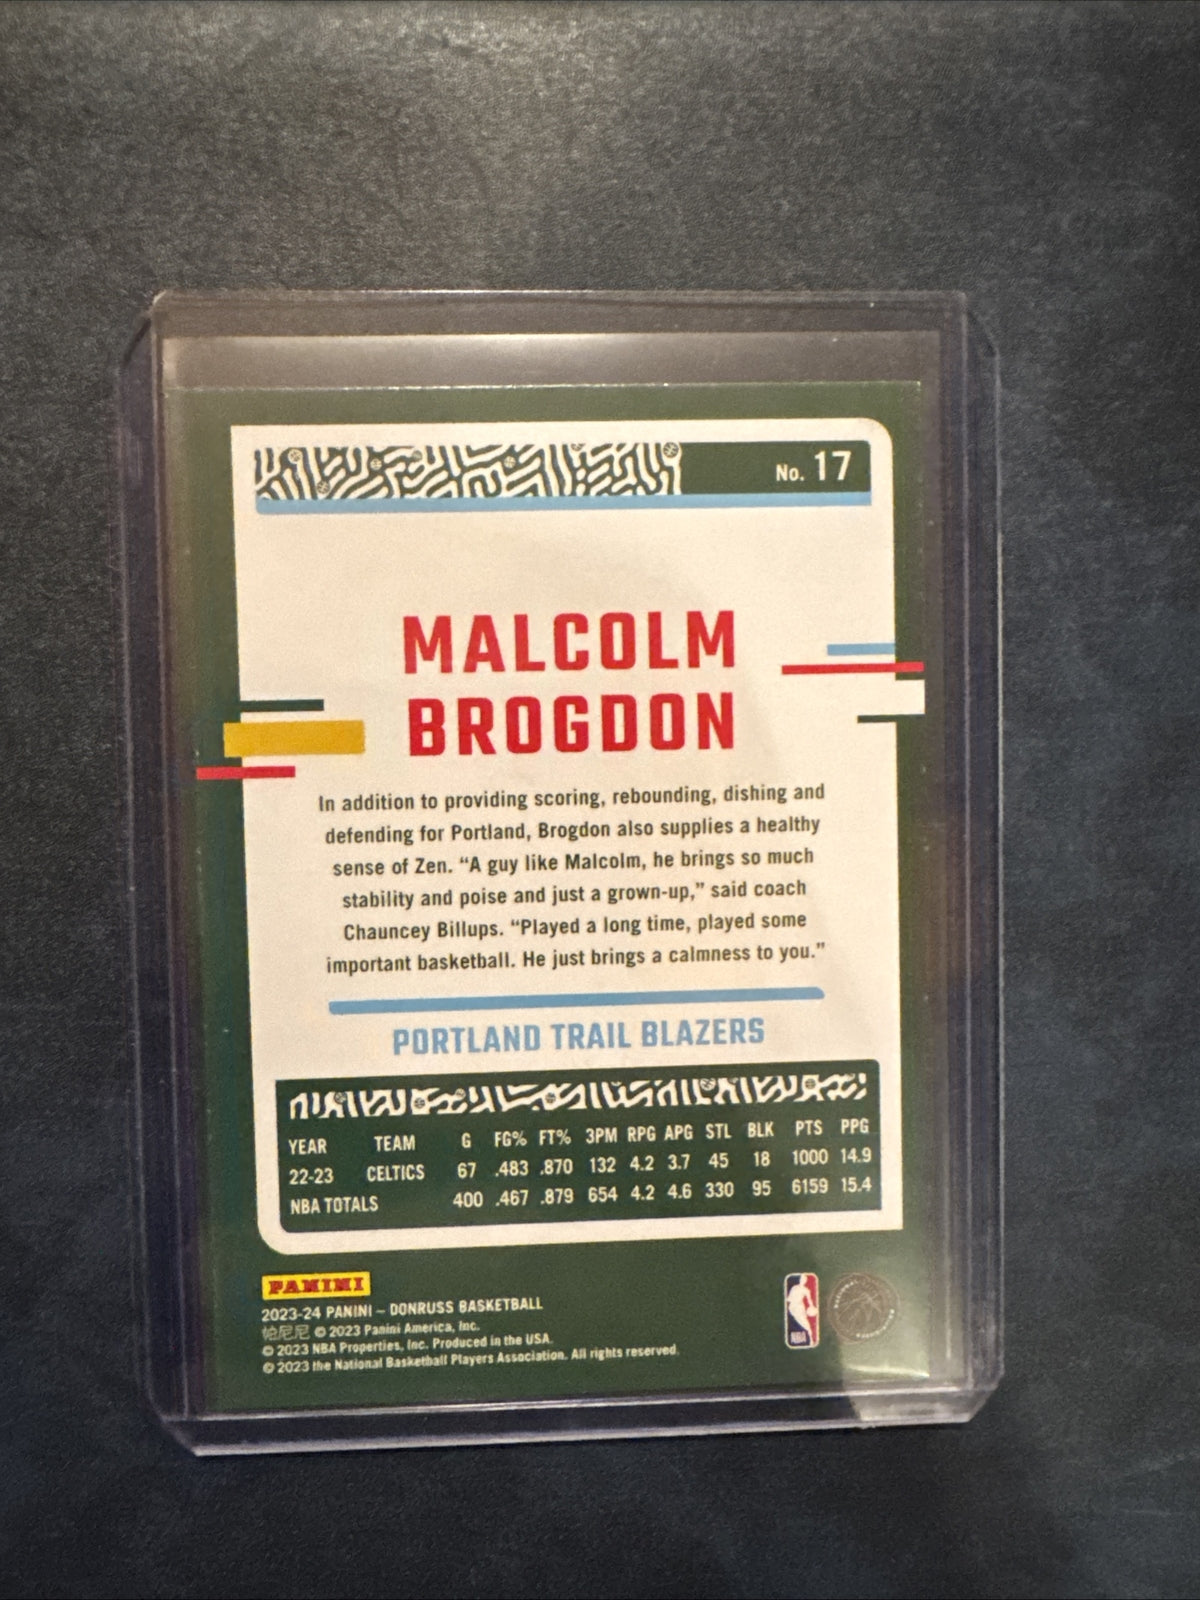 No. 17
MALCOLM
BROGDON
In addition to providing scoring, rebounding, dishing and
defending for Portland, Brogdon also supplies a healthy
sense of Zen. “A guy like Malcolm, he brings so much
stability and poise and just a grown-up,” said coach
Chauncey Billups. “Played a long time, played some
important basketball. He just brings a calmness to you.”
PORTLAND TRAIL BLAZERS
YEAR TEAM G FG% FT% 3PM RPG APG STL BLK PTS PPG
22-23 CELTICS 67 .483 .870 132 4.2 3.7 45 18 1000 14.9
NBA TOTALS 400 .467 .879 654 4.2 4.6 330 95 6159 15.4
PANINI
2023-24 PANINI – DONRUSS BASKETBALL
帕尼尼 © 2023 Panini America, Inc.
© 2023 NBA Properties, Inc. Produced in the USA.
© 2023 the National Basketball Players Association. All rights reserved.
NBA